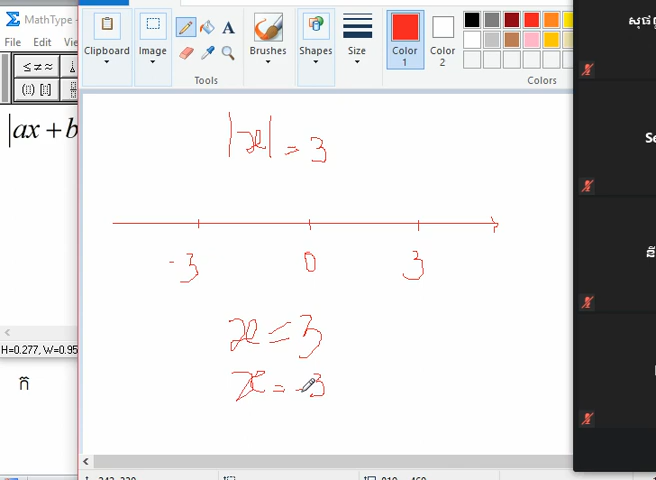 MathType
File
Edit
≤ ≠ ≈
|ax + b
H=0.277, W=0.95
ក៏
Clipboard
Image
Tools
Brushes
Shapes
Size
Color 1
Color 2
Colors
|x| = 3
-3 0 3
x = 3
x = -3